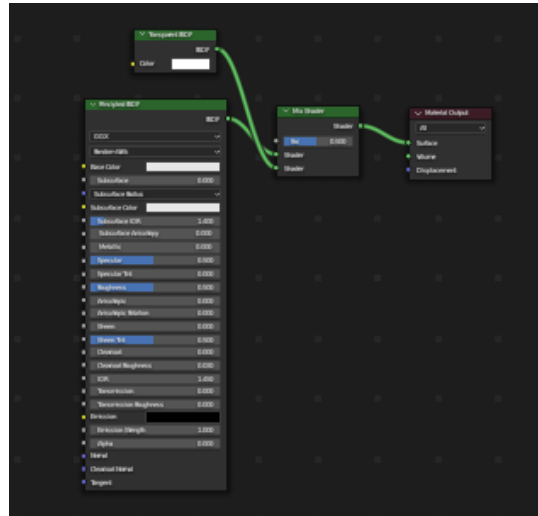 Transparent BSDF
BSDF
Color
Principled BSDF
BSDF
GGX
Random Walk
Base Color
Subsurface 0.000
Subsurface Radius
Subsurface Color
Subsurface IOR 1.400
Subsurface Anisotropy 0.000
Metallic 0.000
Specular 0.500
Specular Tint 0.000
Roughness 0.500
Anisotropic 0.000
Anisotropic Rotation 0.000
Sheen 0.000
Sheen Tint 0.500
Clearcoat 0.000
Clearcoat Roughness 0.030
IOR 1.450
Transmission 0.000
Transmission Roughness 0.000
Emission
Emission Strength 1.000
Alpha
Normal
Clearcoat Normal
Tangent
Mix Shader
Shader
Fac 0.500
Shader
Shader
Material Output
All
Surface
Volume
Displacement